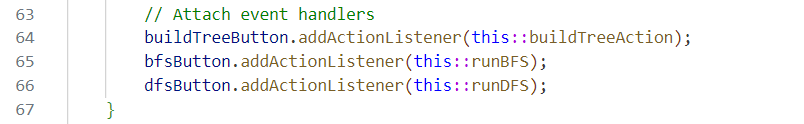 63 // Attach event handlers
64 buildTreeButton.addActionListener(this::buildTreeAction);
65 bfsButton.addActionListener(this::runBFS);
66 dfsButton.addActionListener(this::runDFS);
67 }